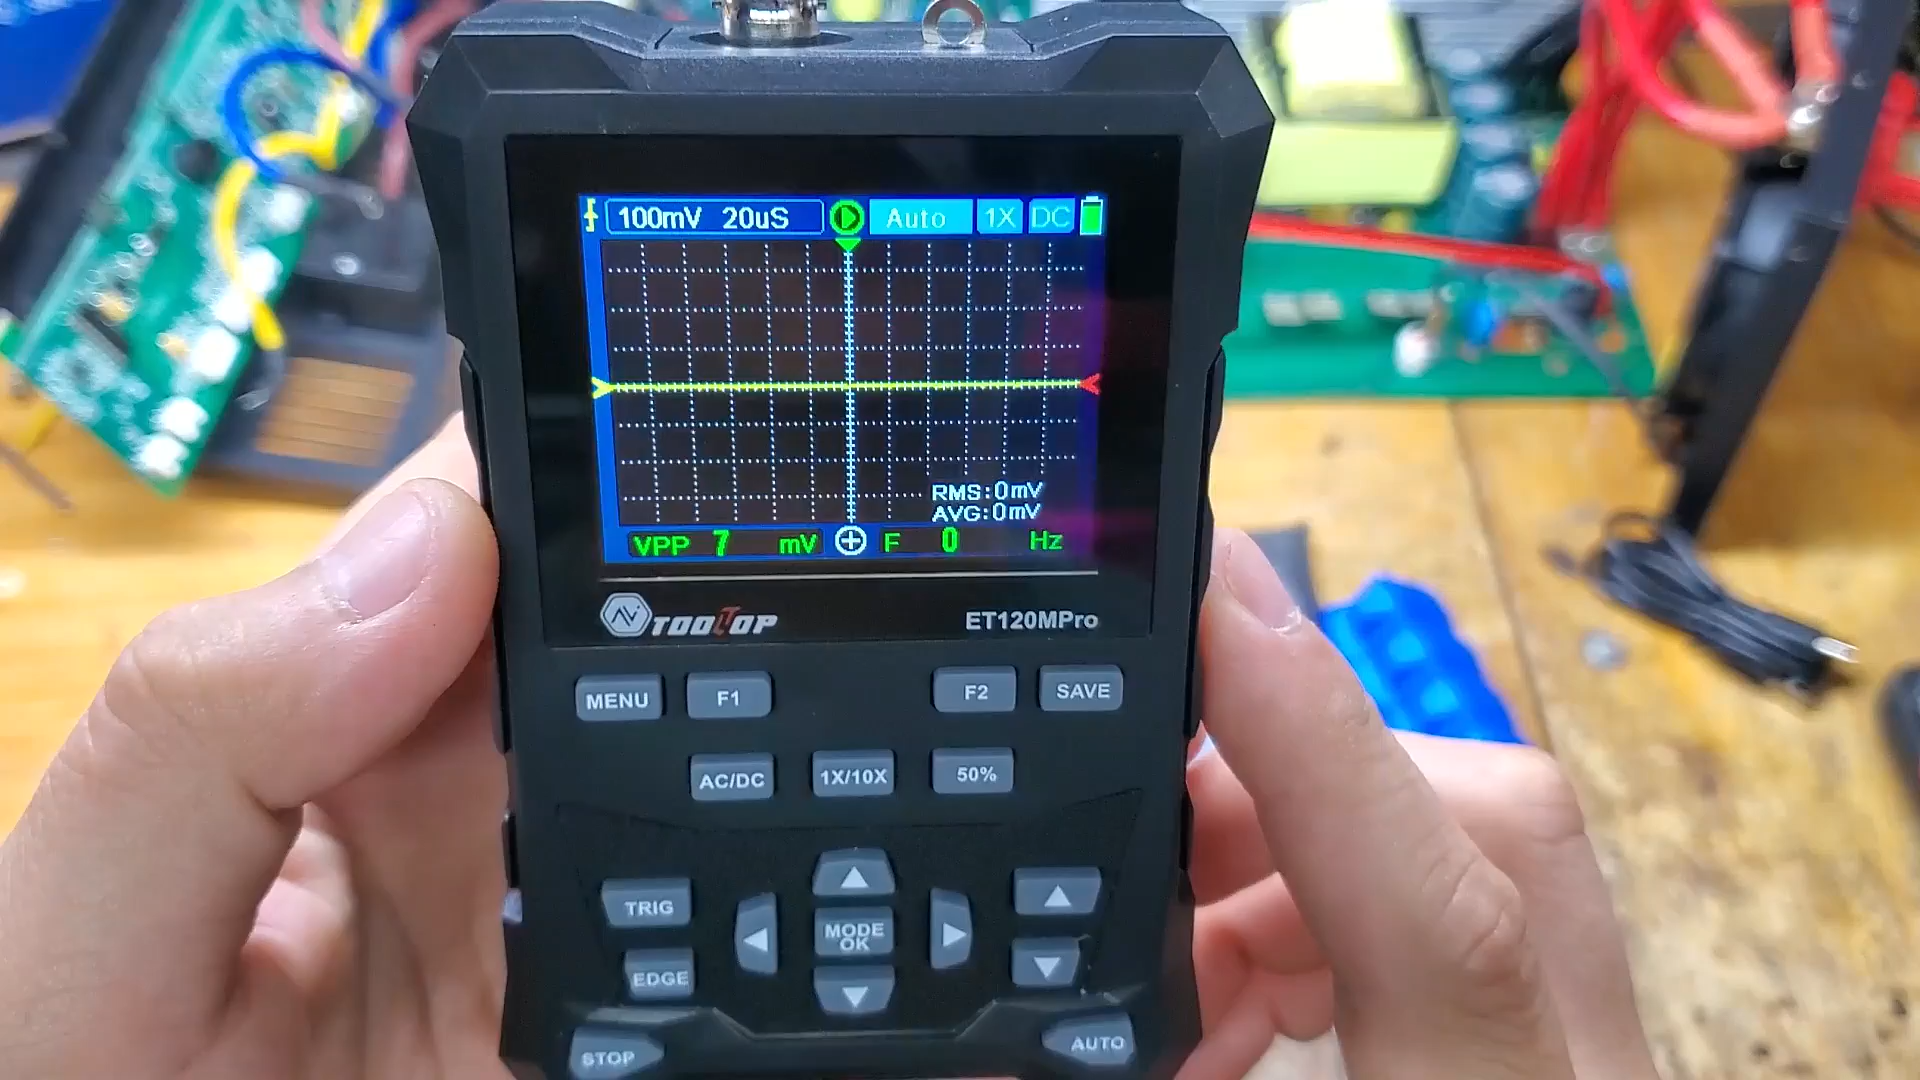 100mV 20uS Auto 1X DC
RMS:0mV
AVG:0mV
VPP 7 mV F 0 Hz
TOOLTOP ET120MPro
MENU F1 F2 SAVE
AC/DC 1X/10X 50%
TRIG
MODE
OK
EDGE
STOP AUTO